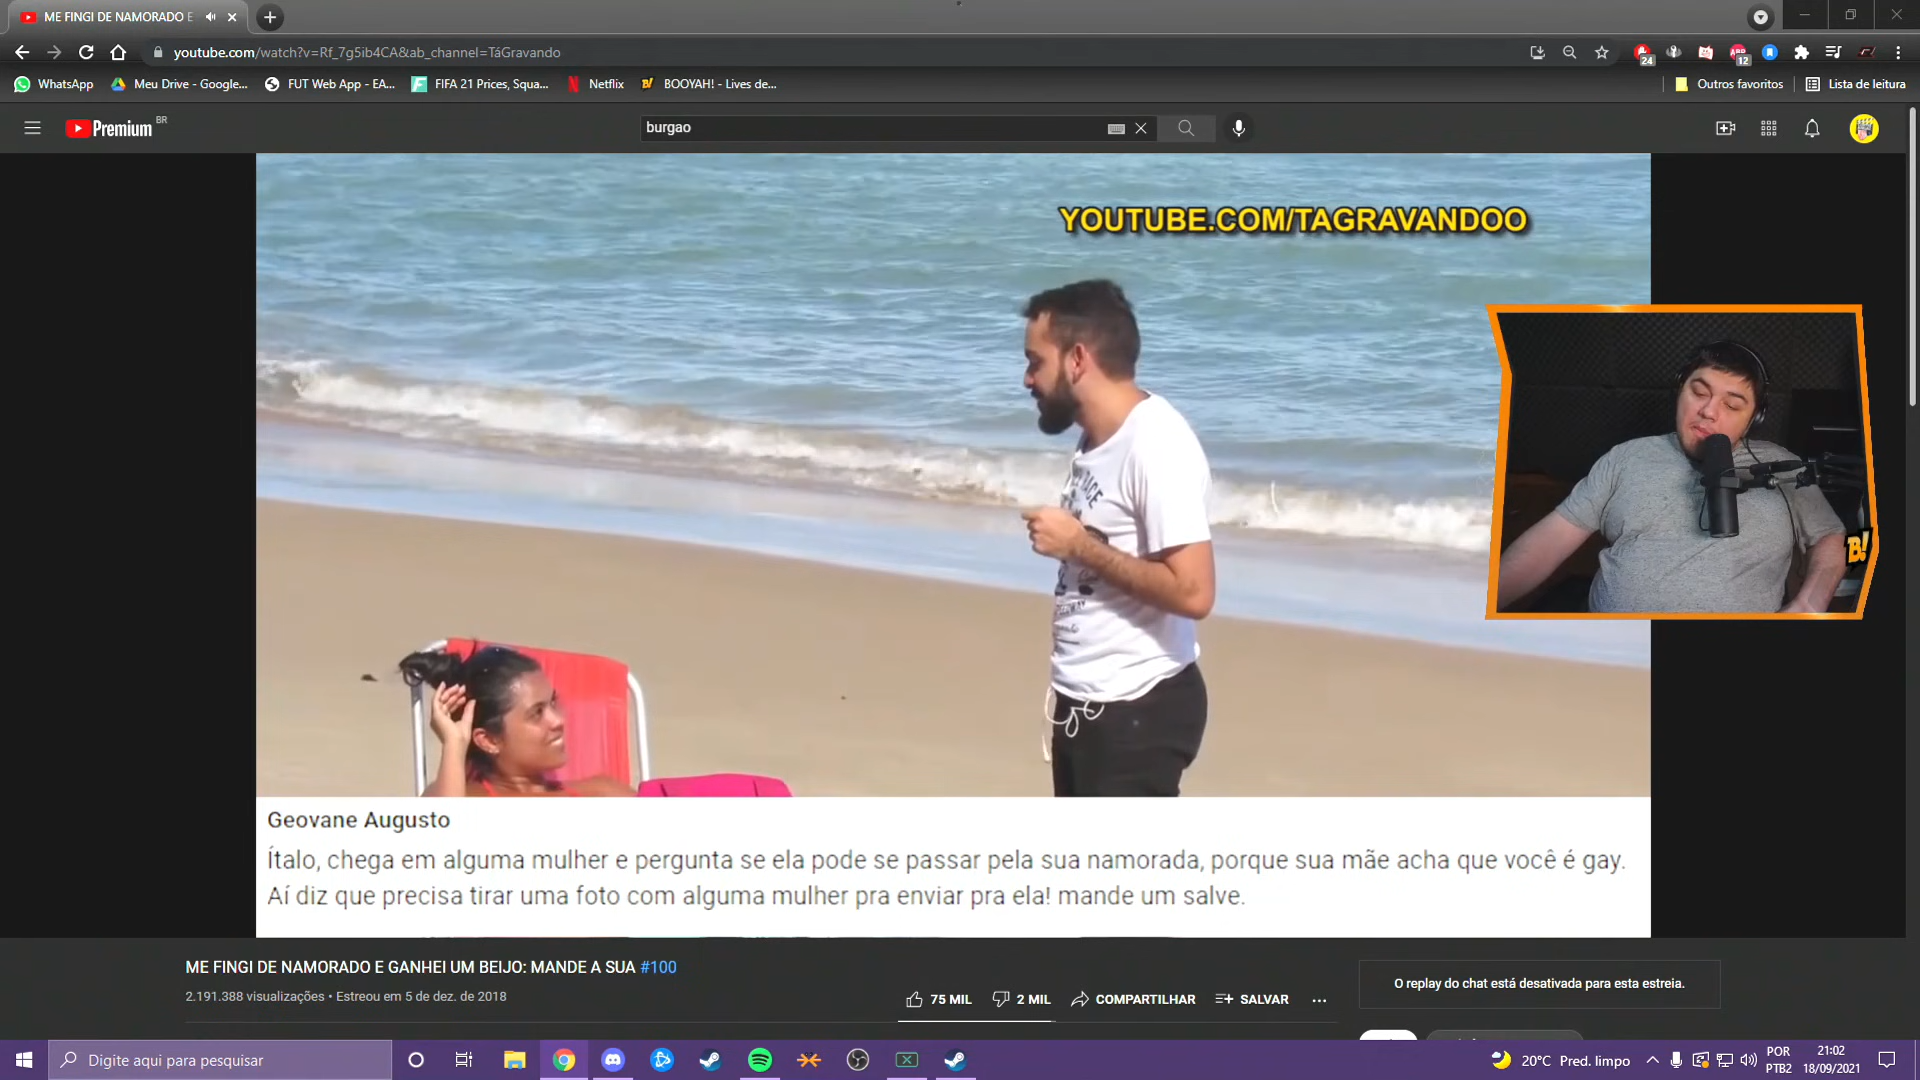 ME FINGI DE NAMORADO E
youtube.com/watch?v=Rf_7g5ib4CA&ab_channel=TáGravando
24
12
WhatsApp
Meu Drive - Google...
FUT Web App - EA...
FIFA 21 Prices, Squa...
Netflix
BOOYAH! - Lives de...
Outros favoritos
Lista de leitura
Premium BR
burgao
YOUTUBE.COM/TAGRAVANDOO
B!
Geovane Augusto
Ítalo, chega em alguma mulher e pergunta se ela pode se passar pela sua namorada, porque sua mãe acha que você é gay.
Aí diz que precisa tirar uma foto com alguma mulher pra enviar pra ela! mande um salve.
ME FINGI DE NAMORADO E GANHEI UM BEIJO: MANDE A SUA #100
2.191.388 visualizações • Estreou em 5 de dez. de 2018
75 MIL
2 MIL
COMPARTILHAR
SALVAR
O replay do chat está desativada para esta estreia.
Digite aqui para pesquisar
20°C Pred. limpo
POR
PTB2
21:02
18/09/2021